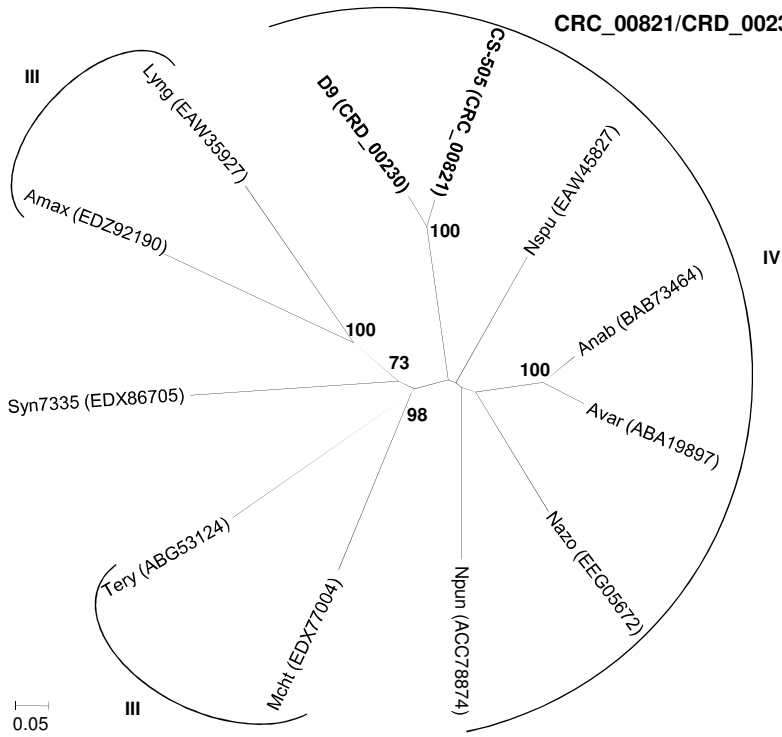 CRC_00821/CRD_0023
III
Lyng (EAW35927)
Amax (EDZ92190)
D9 (CRD_00230)
CS-505 (CRC_00821)
Nspu (EAW45827)
IV
Anab (BAB73464)
Avar (ABA19897)
Nazo (EEG05672)
Npun (ACC78874)
Mcht (EDX77004)
Tery (ABG53124)
Syn7335 (EDX86705)
100
100
100
73
98
III
0.05